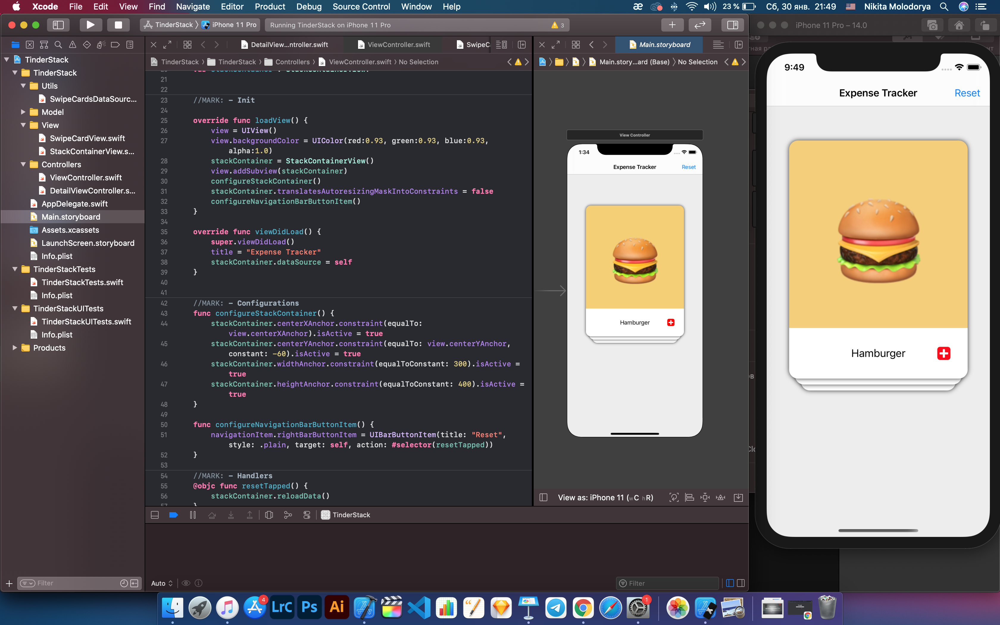 Xcode File Edit View Find Navigate Editor Product Debug Source Control Window Help
23 % Сб, 30 янв. 21:49 Nikita Molodorya
TinderStack 〉 iPhone 11 Pro
Running TinderStack on iPhone 11 Pro
3
iPhone 11 Pro – 14.0
TinderStack
TinderStack
Utils
SwipeCardsDataSourc...
Model
View
SwipeCardView.swift
StackContainerView.s...
Controllers
ViewController.swift
DetailViewController.s...
AppDelegate.swift
Main.storyboard
Assets.xcassets
LaunchScreen.storyboard
Info.plist
TinderStackTests
TinderStackTests.swift
Info.plist
TinderStackUITests
TinderStackUITests.swift
Info.plist
Products
Filter
DetailView...ntroller.swift
ViewController.swift
SwipeC
TinderStack 〉 TinderStack 〉 Controllers 〉 ViewController.swift 〉 No Selection
21
22
23 //MARK: - Init
24
25 override func loadView() {
26 view = UIView()
27 view.backgroundColor = UIColor(red:0.93, green:0.93, blue:0.93,
alpha:1.0)
28 stackContainer = StackContainerView()
29 view.addSubview(stackContainer)
30 configureStackContainer()
31 stackContainer.translatesAutoresizingMaskIntoConstraints = false
32 configureNavigationBarButtonItem()
33 }
34
35 override func viewDidLoad() {
36 super.viewDidLoad()
37 title = "Expense Tracker"
38 stackContainer.dataSource = self
39 }
40
41
42 //MARK: - Configurations
43 func configureStackContainer() {
44 stackContainer.centerXAnchor.constraint(equalTo:
view.centerXAnchor).isActive = true
45 stackContainer.centerYAnchor.constraint(equalTo: view.centerYAnchor,
constant: -60).isActive = true
46 stackContainer.widthAnchor.constraint(equalToConstant: 300).isActive =
true
47 stackContainer.heightAnchor.constraint(equalToConstant: 400).isActive =
true
48 }
49
50 func configureNavigationBarButtonItem() {
51 navigationItem.rightBarButtonItem = UIBarButtonItem(title: "Reset",
style: .plain, target: self, action: #selector(resetTapped))
52 }
53
54 //MARK: - Handlers
55 @objc func resetTapped() {
56 stackContainer.reloadData()
57 }
TinderStack
Auto
Filter
Main.storyboard
Main.story...ard (Base) 〉 No Selection
View Controller
1:34
Expense Tracker Reset
Hamburger
View as: iPhone 11 (wC hR)
9:49
Expense Tracker Reset
Hamburger
4
LrC
Ps
Ai
1